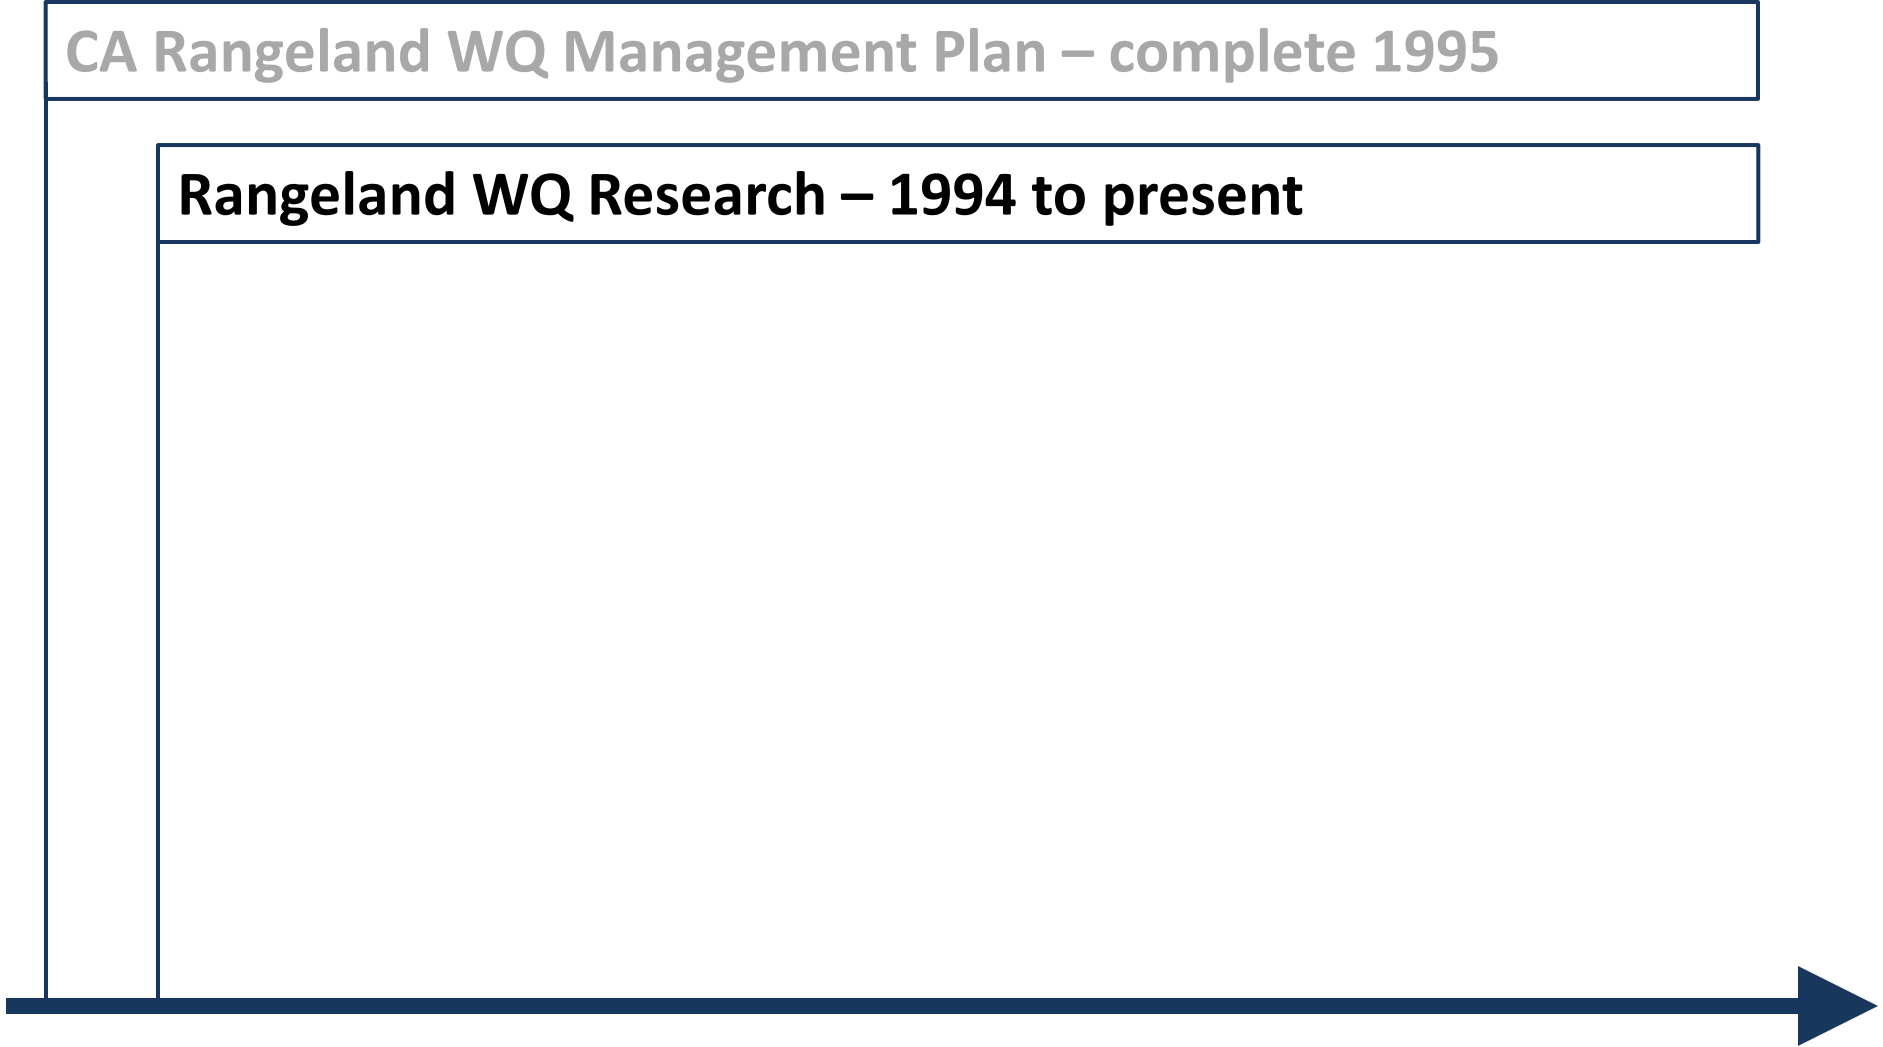 CA Rangeland WQ Management Plan – complete 1995
Rangeland WQ Research – 1994 to present